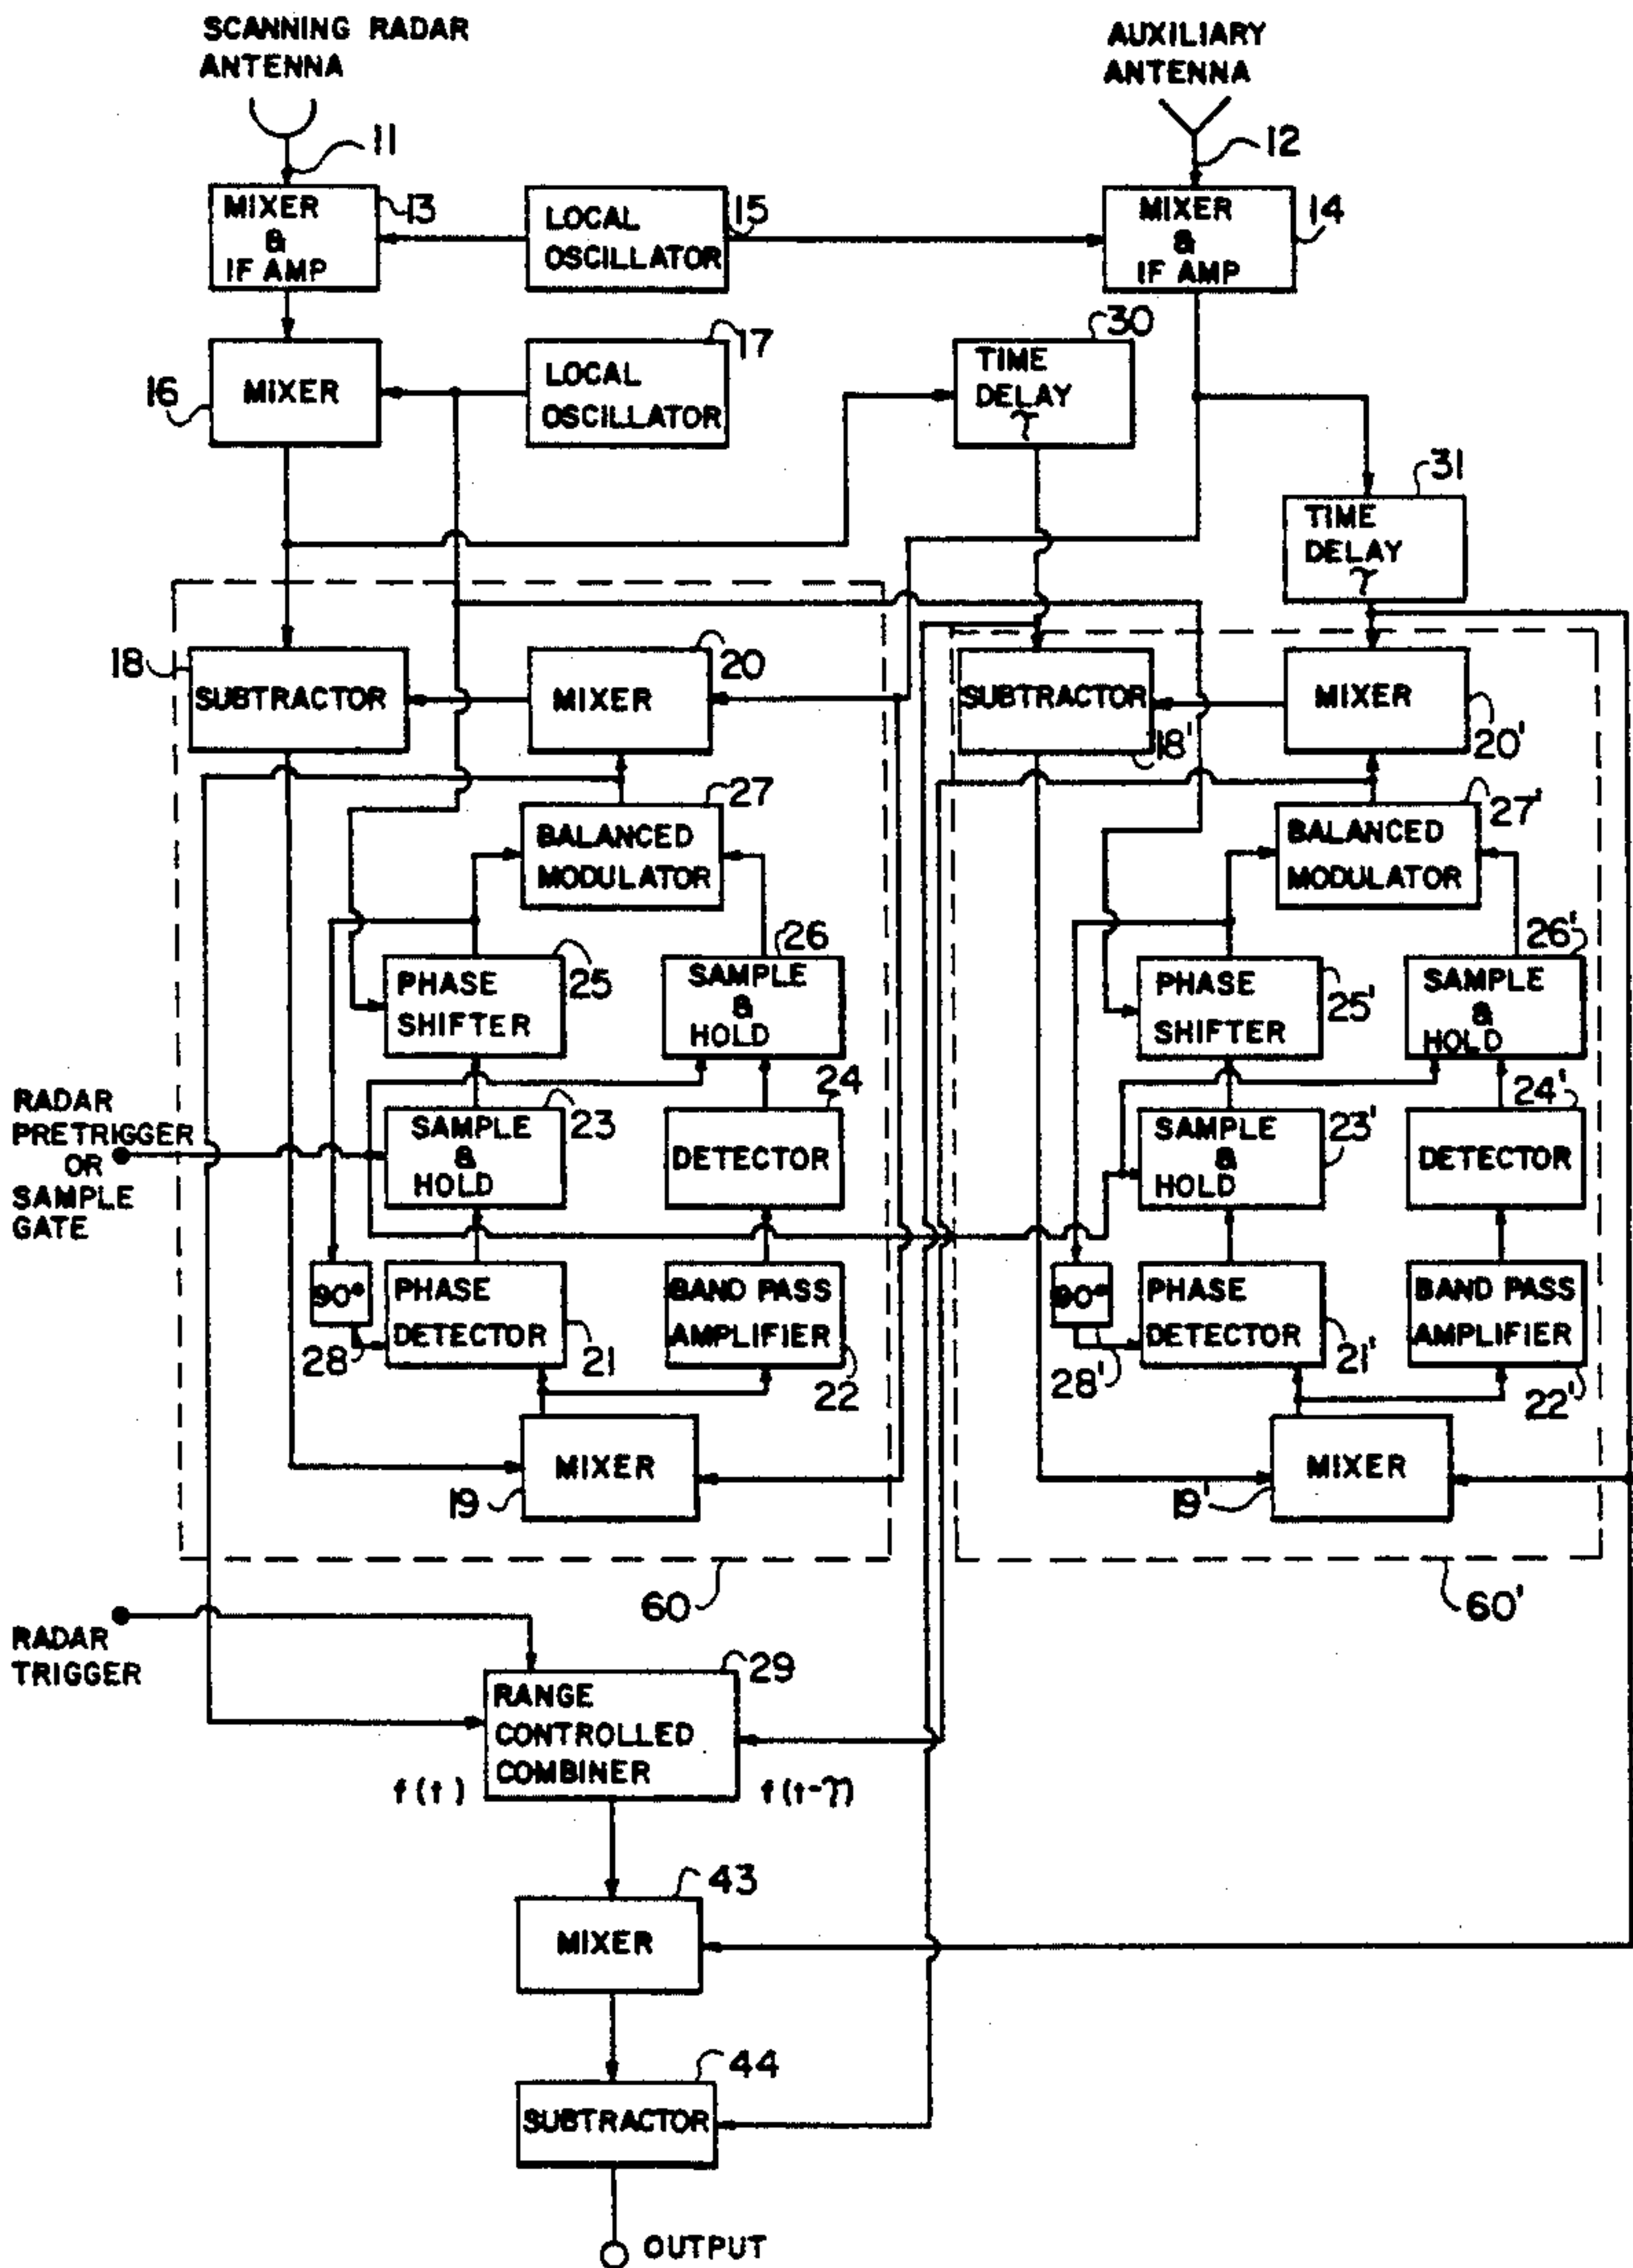 SCANNING RADAR
ANTENNA
AUXILIARY
ANTENNA
11
12
MIXER
&
IF AMP
13
LOCAL
OSCILLATOR
15
MIXER
&
IF AMP
14
16
MIXER
LOCAL
OSCILLATOR
17
TIME
DELAY
τ
30
TIME
DELAY
τ
31
18
SUBTRACTOR
MIXER
20
SUBTRACTOR
18'
MIXER
20'
BALANCED
MODULATOR
27
BALANCED
MODULATOR
27'
PHASE
SHIFTER
25
SAMPLE
&
HOLD
26
PHASE
SHIFTER
25'
SAMPLE
&
HOLD
26'
RADAR
PRETRIGGER
OR
SAMPLE
GATE
SAMPLE
&
HOLD
23
DETECTOR
24
SAMPLE
&
HOLD
23'
DETECTOR
24'
90°
28
PHASE
DETECTOR
21
BAND PASS
AMPLIFIER
22
90°
28'
PHASE
DETECTOR
21'
BAND PASS
AMPLIFIER
22'
MIXER
19
MIXER
19'
60
60'
RADAR
TRIGGER
RANGE
CONTROLLED
COMBINER
29
f(t)
f(t-τ)
MIXER
43
SUBTRACTOR
44
OUTPUT